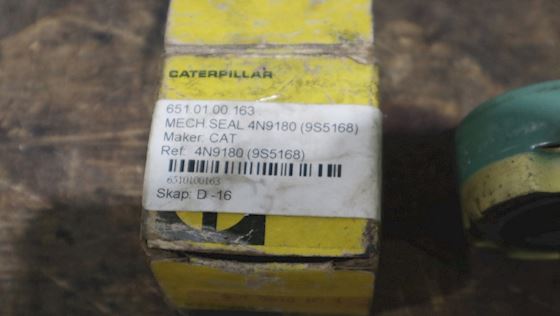 CATERPILLAR
651.01.00.163
MECH.SEAL 4N9180 (9S5168)
Maker: CAT
Ref: 4N9180 (9S5168)
6510100163
Skap: D -16